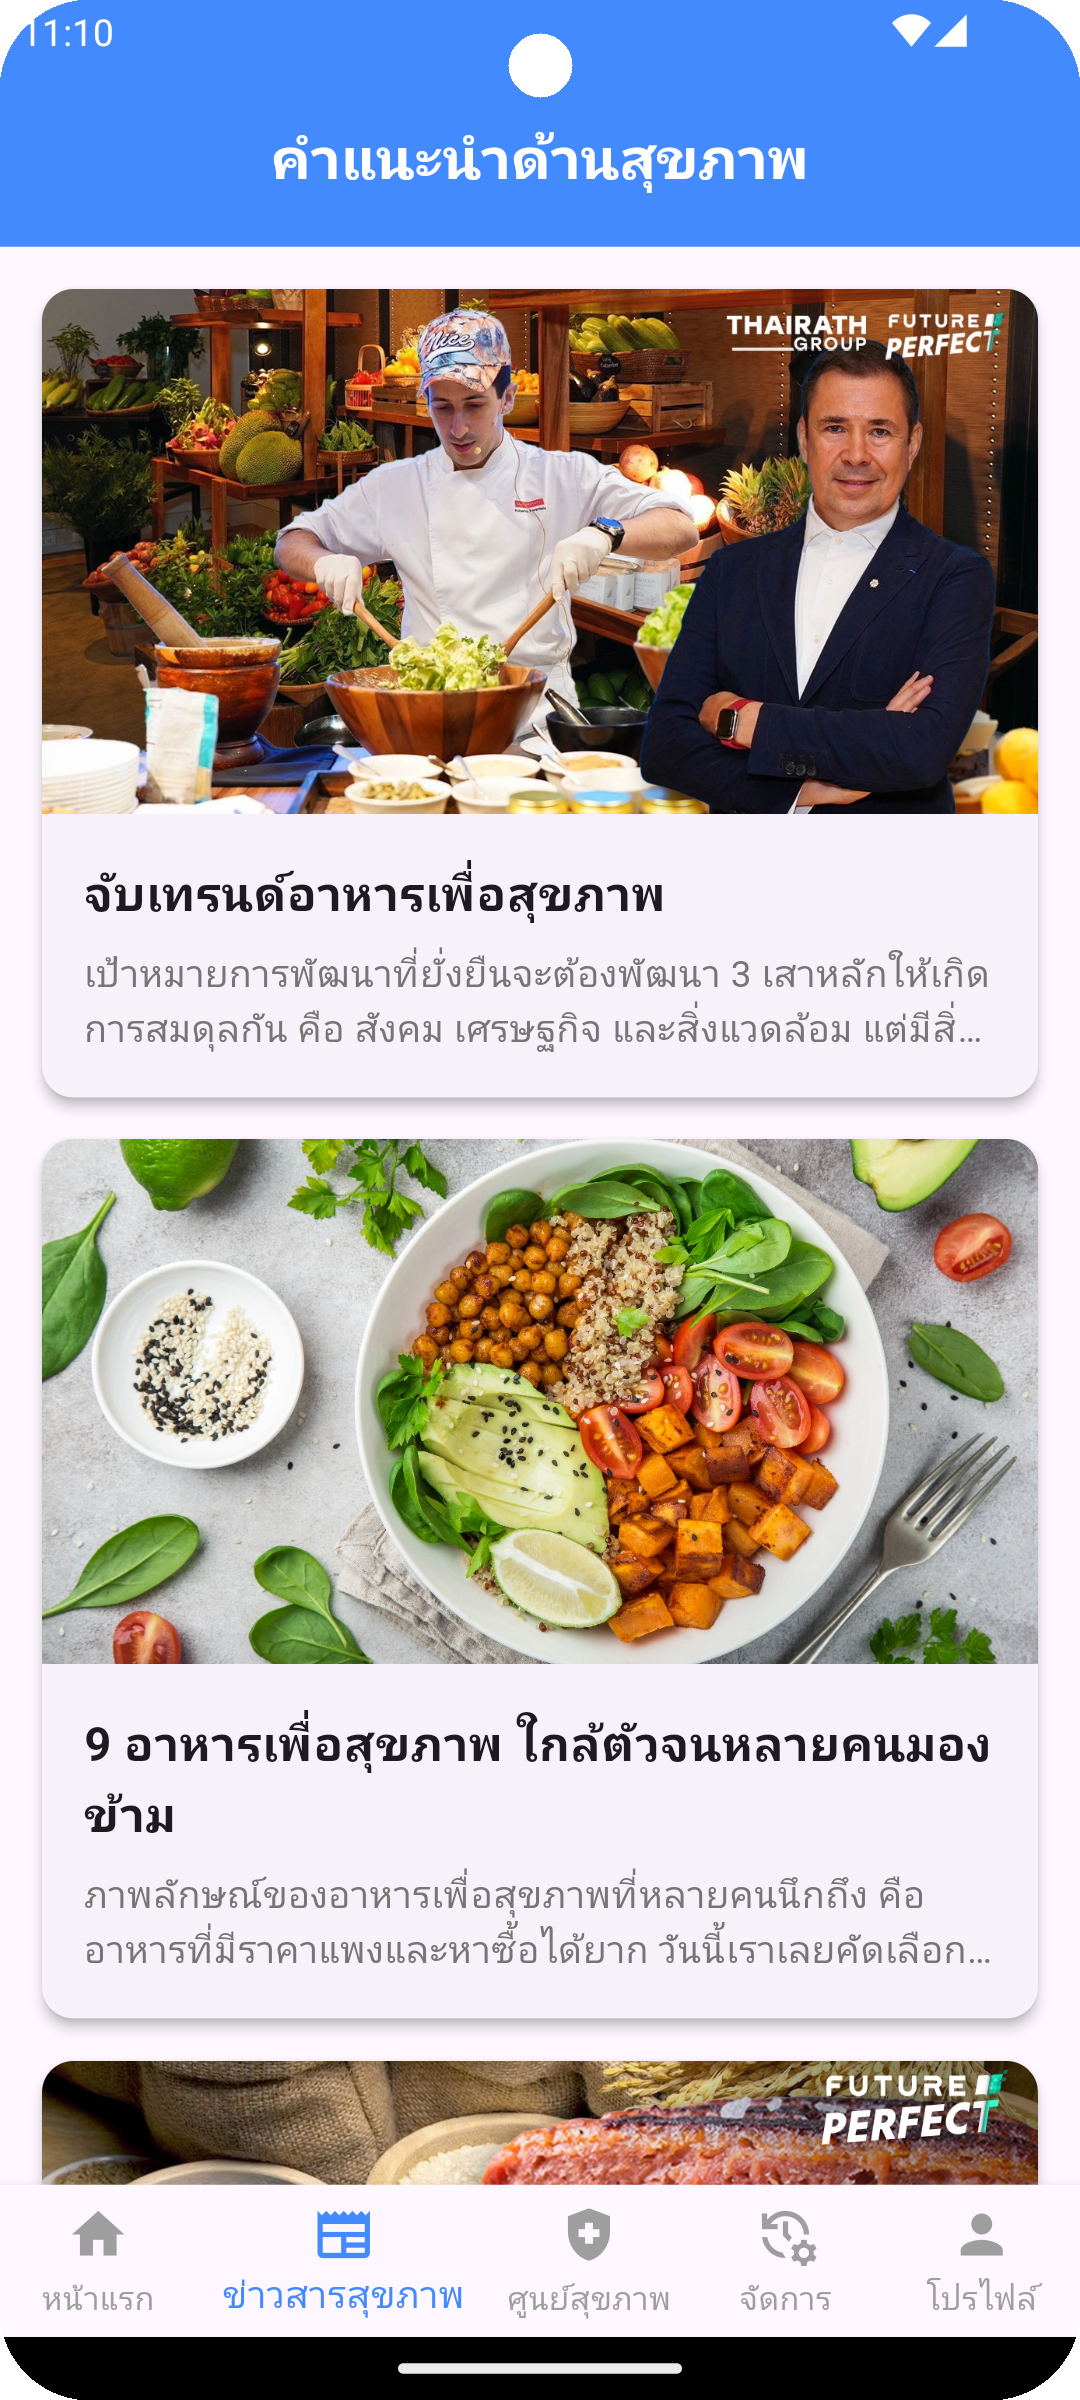 11:10
คำแนะนำด้านสุขภาพ
THAIRATH
GROUP
FUTURE
PERFECT
Nice
จับเทรนด์อาหารเพื่อสุขภาพ
เป้าหมายการพัฒนาที่ยั่งยืนจะต้องพัฒนา 3 เสาหลักให้เกิด
การสมดุลกัน คือ สังคม เศรษฐกิจ และสิ่งแวดล้อม แต่มีสิ่...
9 อาหารเพื่อสุขภาพ ใกล้ตัวจนหลายคนมอง
ข้าม
ภาพลักษณ์ของอาหารเพื่อสุขภาพที่หลายคนนึกถึง คือ
อาหารที่มีราคาแพงและหาซื้อได้ยาก วันนี้เราเลยคัดเลือก...
FUTURE
PERFECT
หน้าแรก
ข่าวสารสุขภาพ
ศูนย์สุขภาพ
จัดการ
โปรไฟล์